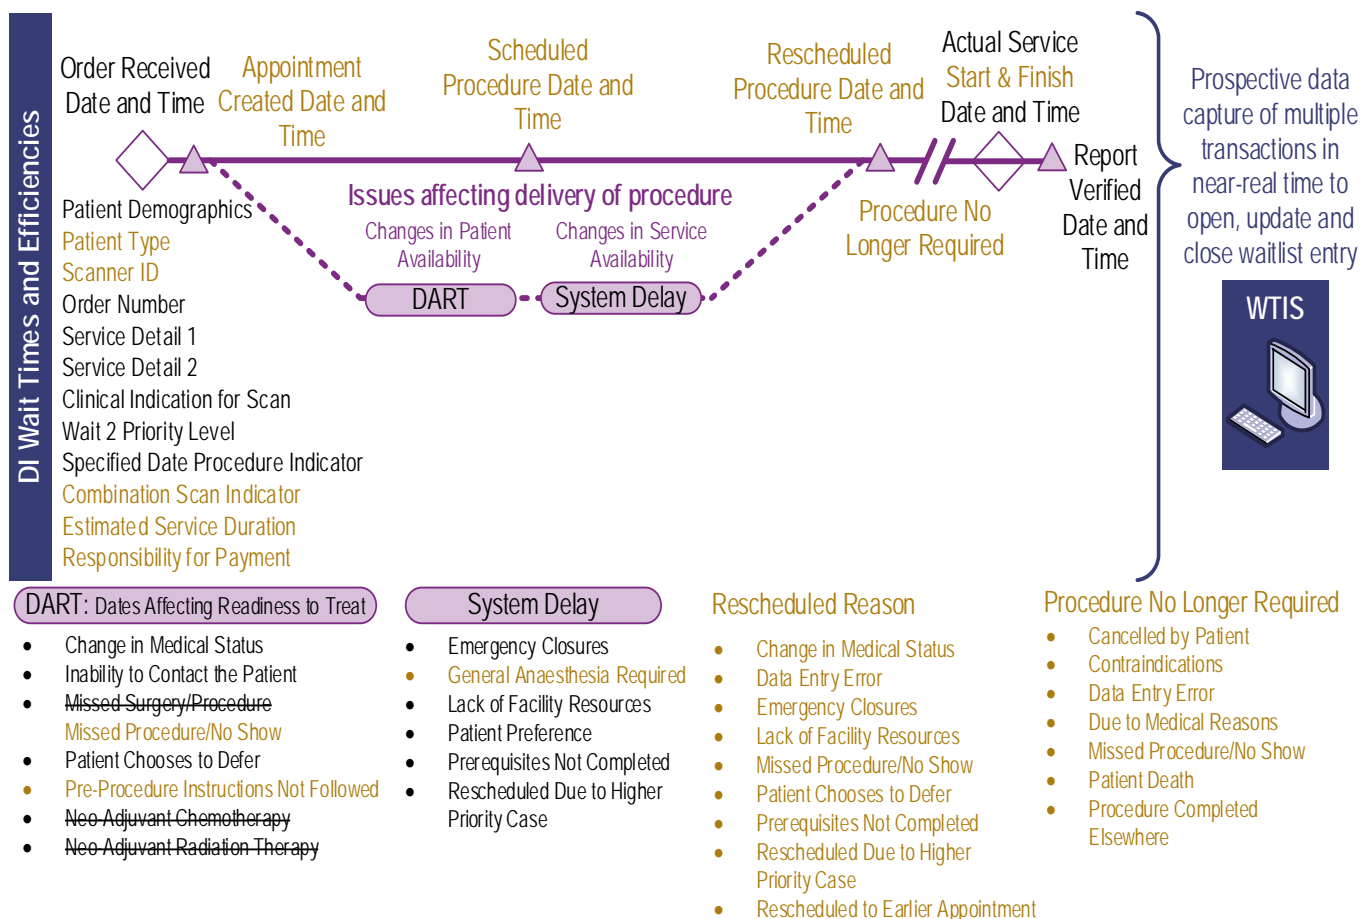 DI Wait Times and Efficiencies
Order Received
Date and Time
Appointment
Created Date and
Time
Scheduled
Procedure Date and
Time
Rescheduled
Procedure Date and
Time
Actual Service
Start & Finish
Date and Time
Report
Verified
Date and
Time
Procedure No
Longer Required
Issues affecting delivery of procedure
Changes in Patient
Availability
Changes in Service
Availability
DART
System Delay
Patient Demographics
Patient Type
Scanner ID
Order Number
Service Detail 1
Service Detail 2
Clinical Indication for Scan
Wait 2 Priority Level
Specified Date Procedure Indicator
Combination Scan Indicator
Estimated Service Duration
Responsibility for Payment
Prospective data
capture of multiple
transactions in
near-real time to
open, update and
close waitlist entry
WTIS
DART: Dates Affecting Readiness to Treat
• Change in Medical Status
• Inability to Contact the Patient
• Missed Surgery/Procedure
Missed Procedure/No Show
• Patient Chooses to Defer
• Pre-Procedure Instructions Not Followed
• Neo-Adjuvant Chemotherapy
• Neo-Adjuvant Radiation Therapy
System Delay
• Emergency Closures
• General Anaesthesia Required
• Lack of Facility Resources
• Patient Preference
• Prerequisites Not Completed
• Rescheduled Due to Higher
Priority Case
Rescheduled Reason
• Change in Medical Status
• Data Entry Error
• Emergency Closures
• Lack of Facility Resources
• Missed Procedure/No Show
• Patient Chooses to Defer
• Prerequisites Not Completed
• Rescheduled Due to Higher
Priority Case
• Rescheduled to Earlier Appointment
Procedure No Longer Required
• Cancelled by Patient
• Contraindications
• Data Entry Error
• Due to Medical Reasons
• Missed Procedure/No Show
• Patient Death
• Procedure Completed
Elsewhere